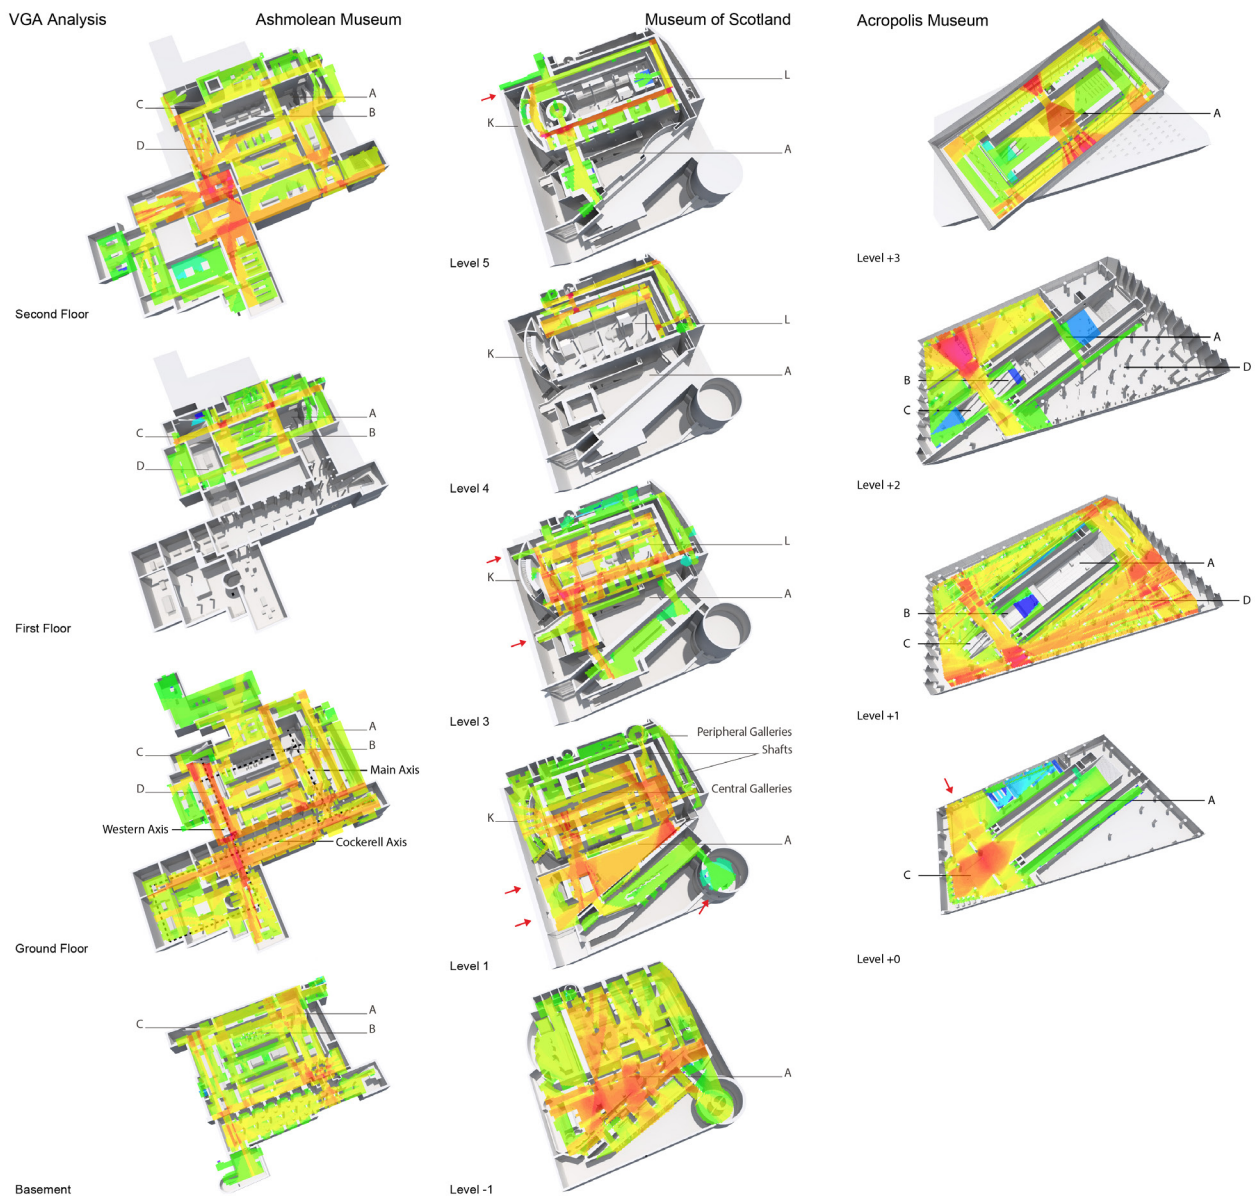 VGA Analysis
Ashmolean Museum
Museum of Scotland
Acropolis Museum
C
A
B
D
Second Floor
C
A
B
D
First Floor
C
A
B
Main Axis
D
Western Axis
Cockerell Axis
Ground Floor
C
A
B
Basement
L
K
A
Level 5
L
K
A
Level 4
L
K
A
Level 3
Peripheral Galleries
Shafts
Central Galleries
K
A
Level 1
A
Level -1
A
Level +3
A
D
B
C
Level +2
A
D
B
C
Level +1
A
C
Level +0